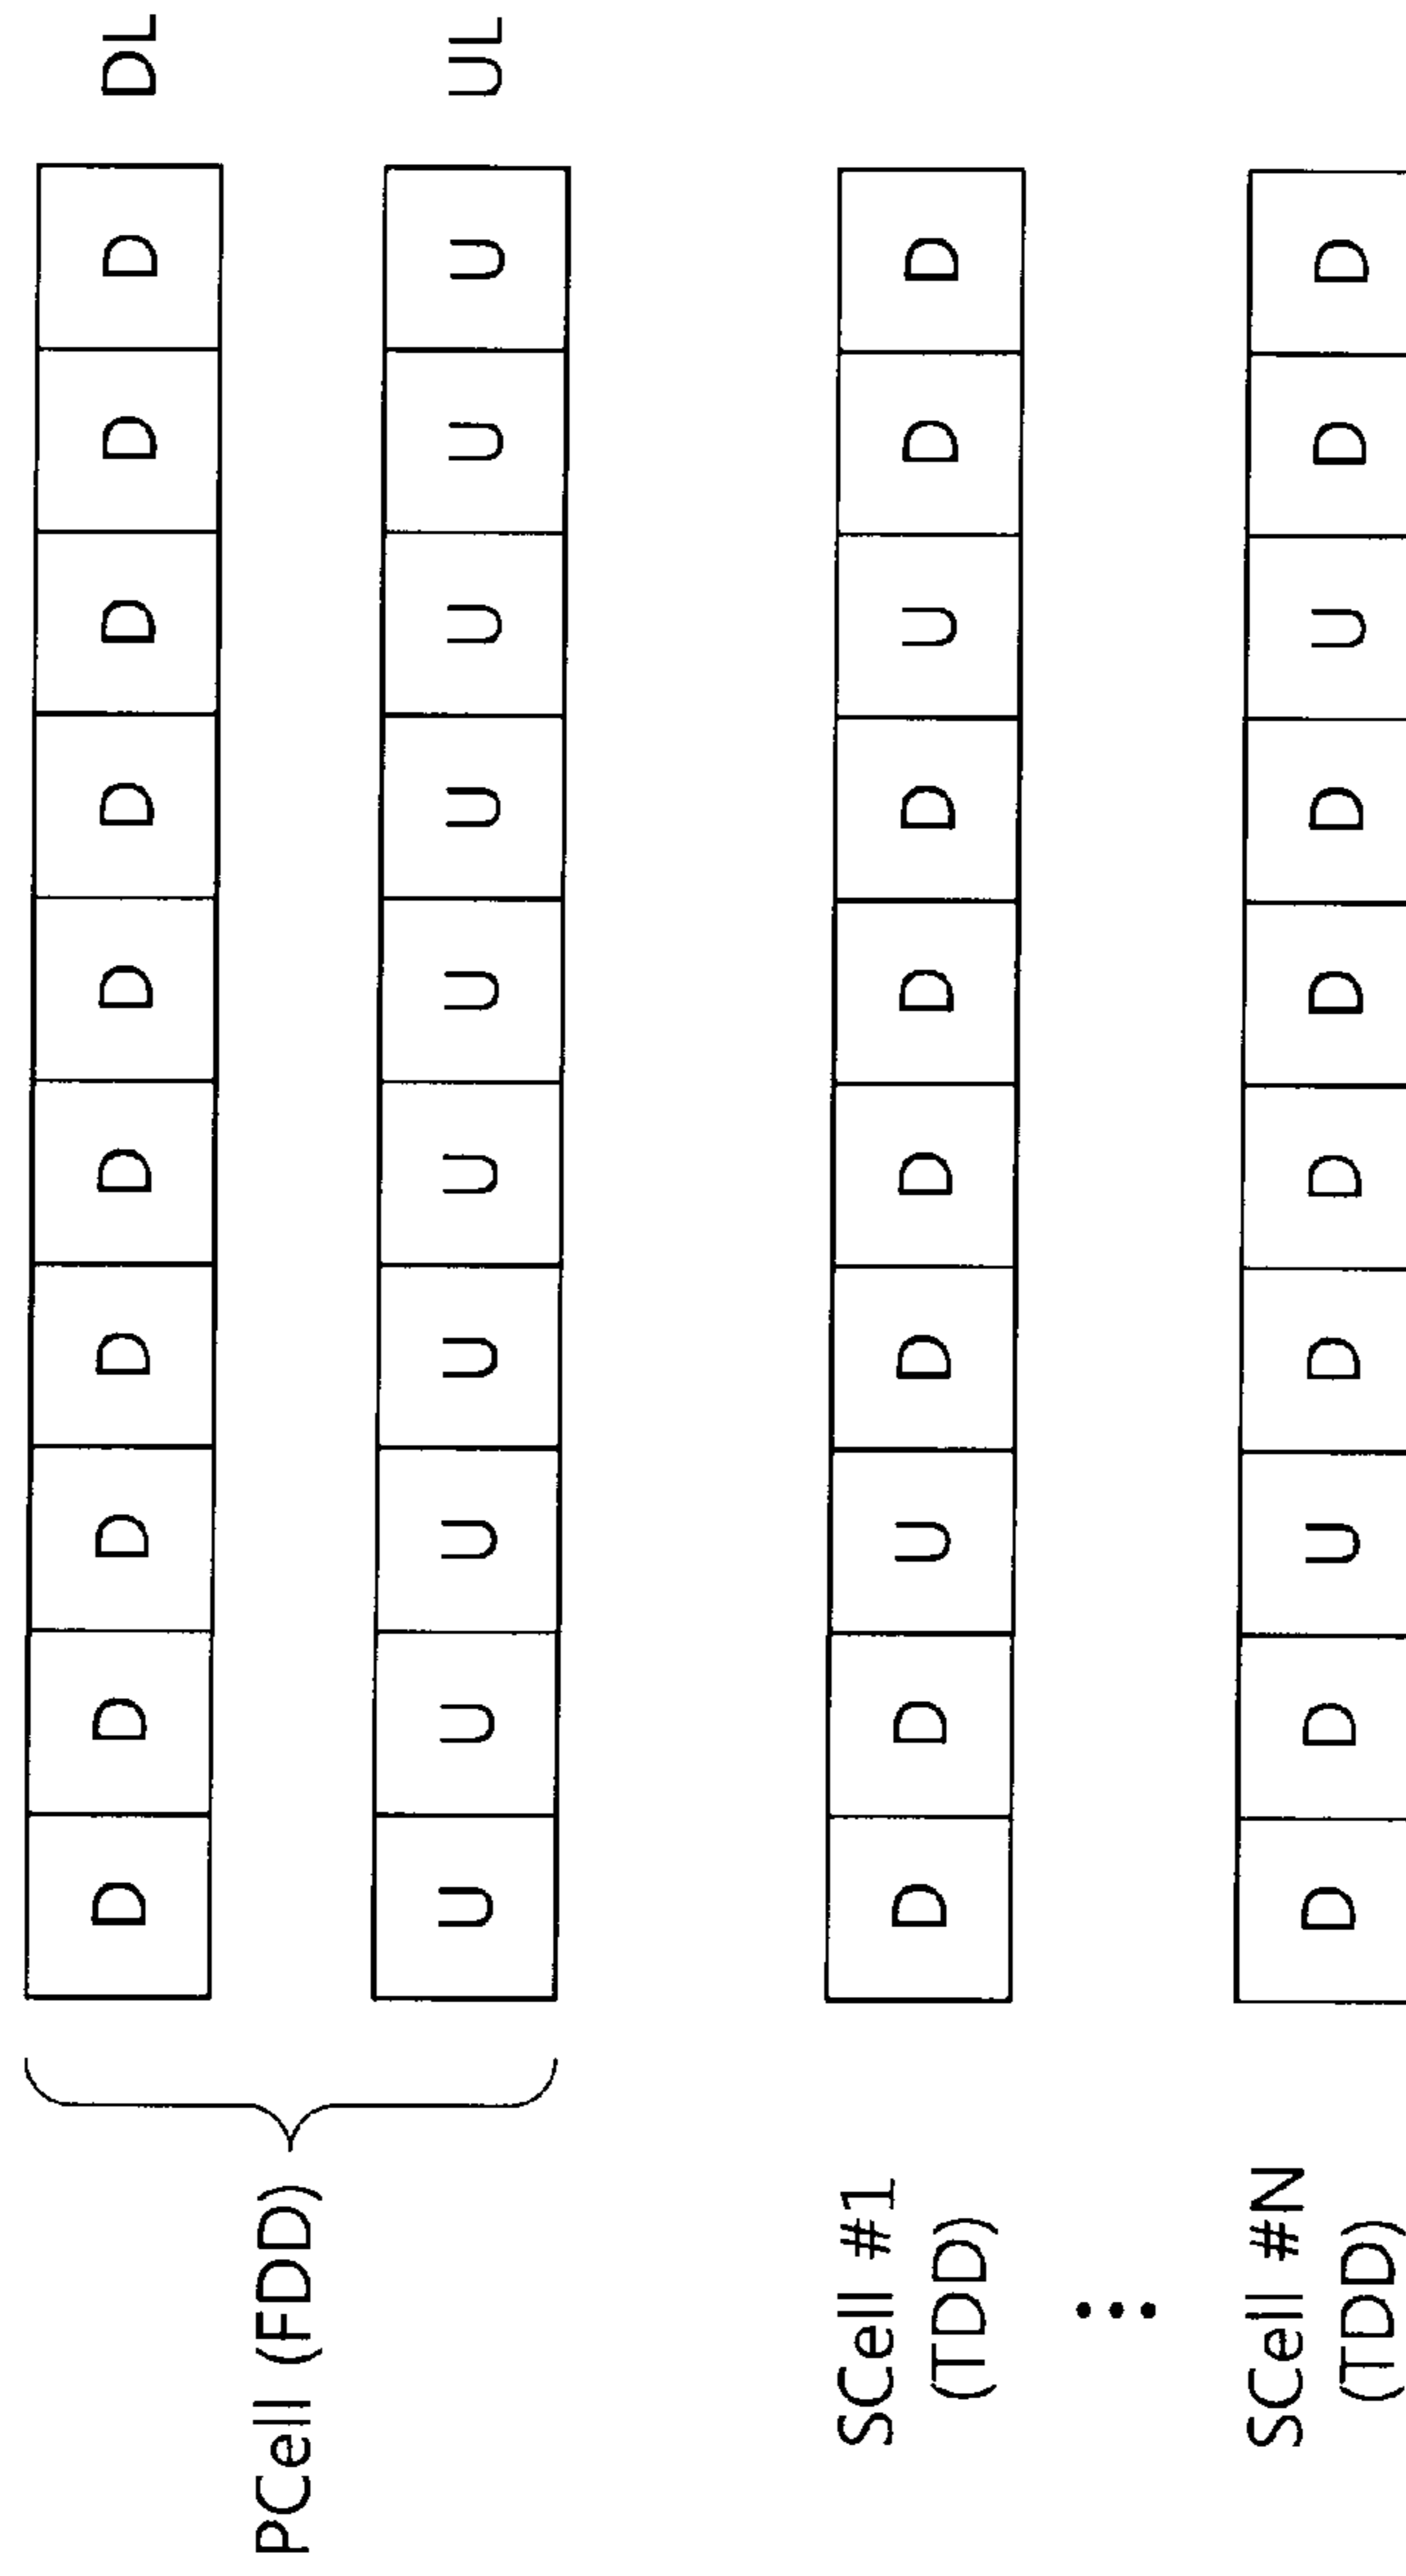 PCell (FDD)
D D D D D D D D D D DL
U U U U U U U U U U UL
SCell #1
(TDD)
D D U D D D D U D D
SCell #N
(TDD)
D D U D D D D U D D